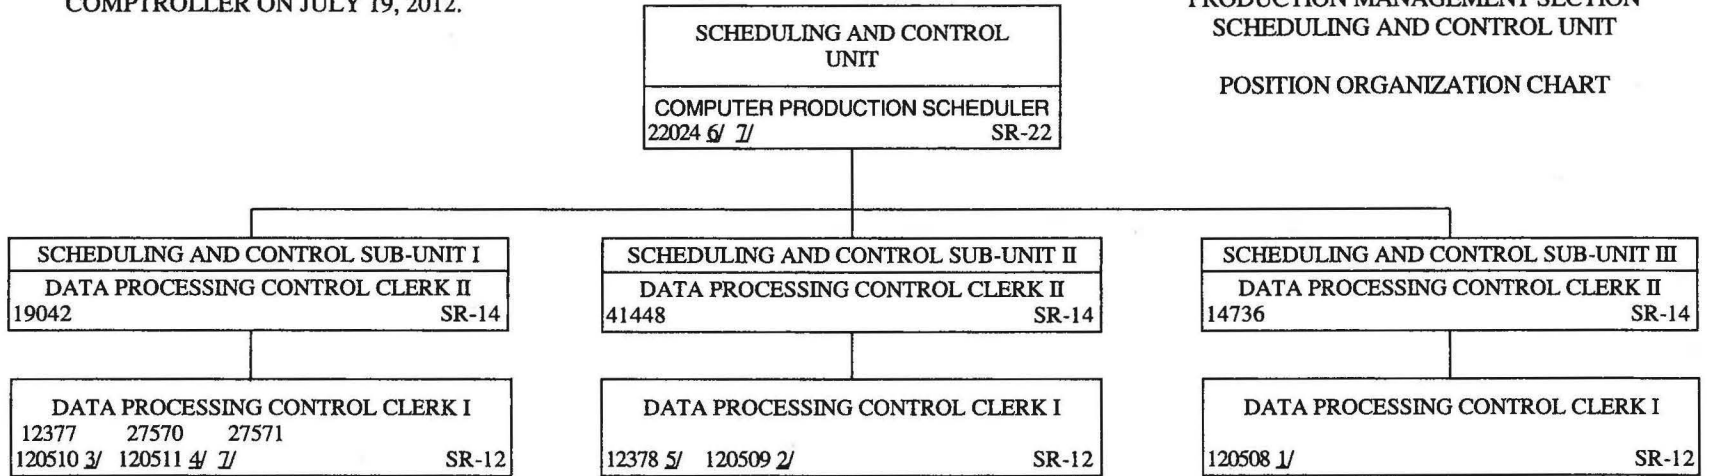 COMPTROLLER ON JULY 19, 2012.
PRODUCTION MANAGEMENT SECTION
SCHEDULING AND CONTROL UNIT
POSITION ORGANIZATION CHART
SCHEDULING AND CONTROL
UNIT
COMPUTER PRODUCTION SCHEDULER
22024 6/ 7/ SR-22
SCHEDULING AND CONTROL SUB-UNIT I
DATA PROCESSING CONTROL CLERK II
19042 SR-14
DATA PROCESSING CONTROL CLERK I
12377 27570 27571
120510 3/ 120511 4/ 7/ SR-12
SCHEDULING AND CONTROL SUB-UNIT II
DATA PROCESSING CONTROL CLERK II
41448 SR-14
DATA PROCESSING CONTROL CLERK I
12378 5/ 120509 2/ SR-12
SCHEDULING AND CONTROL SUB-UNIT III
DATA PROCESSING CONTROL CLERK II
14736 SR-14
DATA PROCESSING CONTROL CLERK I
120508 1/ SR-12